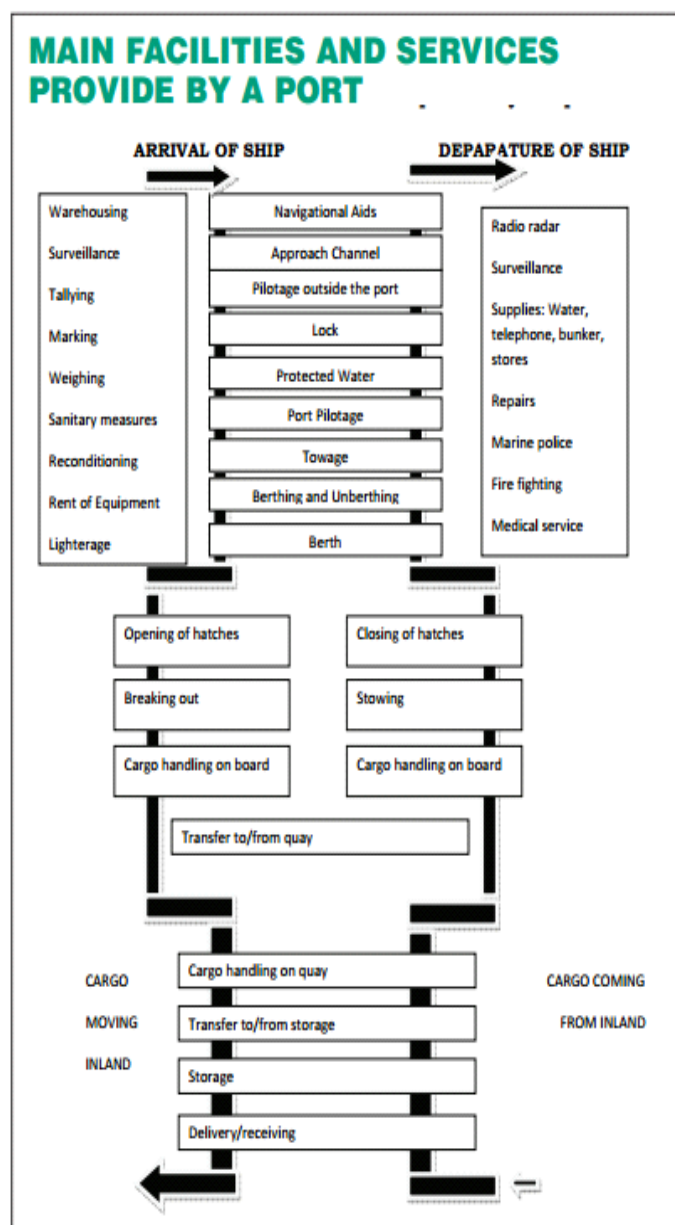 MAIN FACILITIES AND SERVICES
PROVIDE BY A PORT
ARRIVAL OF SHIP
DEPAPATURE OF SHIP
Warehousing
Surveillance
Tallying
Marking
Weighing
Sanitary measures
Reconditioning
Rent of Equipment
Lighterage
Navigational Aids
Approach Channel
Pilotage outside the port
Lock
Protected Water
Port Pilotage
Towage
Berthing and Unberthing
Berth
Radio radar
Surveillance
Supplies: Water,
telephone, bunker,
stores
Repairs
Marine police
Fire fighting
Medical service
Opening of hatches
Breaking out
Cargo handling on board
Closing of hatches
Stowing
Cargo handling on board
Transfer to/from quay
CARGO
MOVING
INLAND
Cargo handling on quay
Transfer to/from storage
Storage
Delivery/receiving
CARGO COMING
FROM INLAND